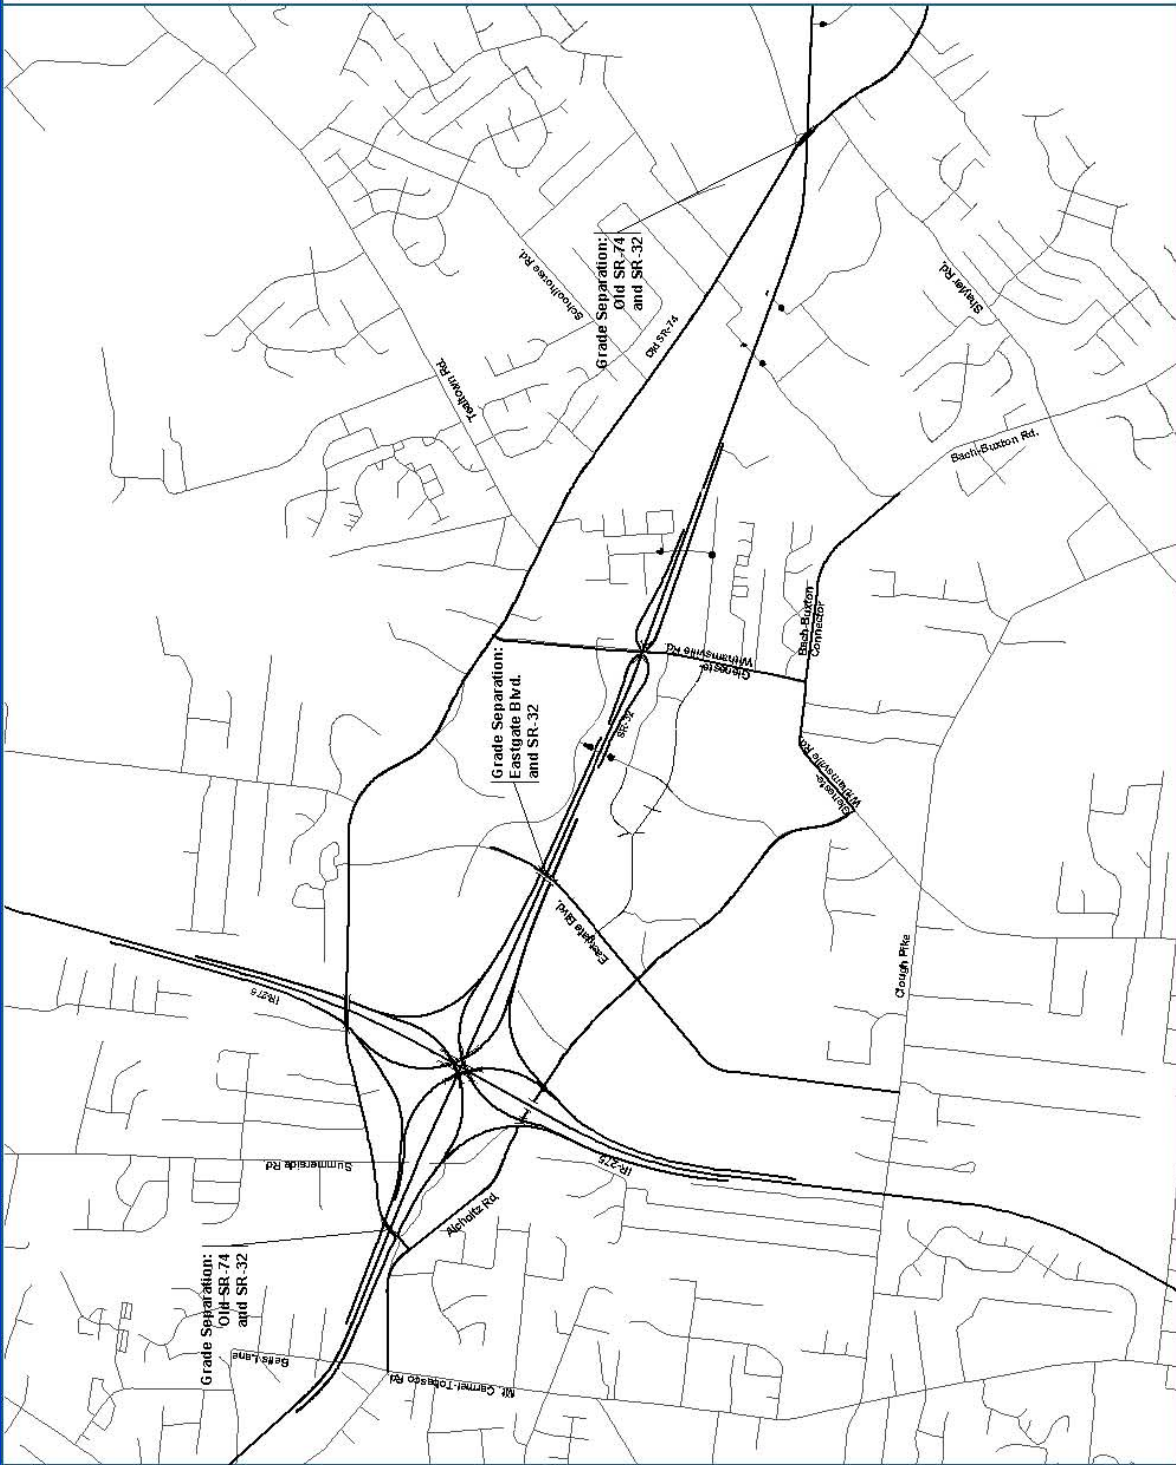 Grade Separation:
Old SR-74
and SR-32
Schoolhouse Rd.
Old SR-74
Shayler Rd.
Tealtown Rd.
Bach-Buxton Rd.
Bach-Buxton
Connector
Gleneste-
Withamsville Rd.
Grade Separation:
Eastgate Blvd.
and SR-32
SR-32
Gleneste-
Withamsville Rd.
Eastgate Blvd.
Clough Pike
IR-275
Summerside Rd
IR-275
Aicholtz Rd
Grade Separation:
Old SR-74
and SR-32
Bells Lane
Mt. Carmel-Tobasco Rd